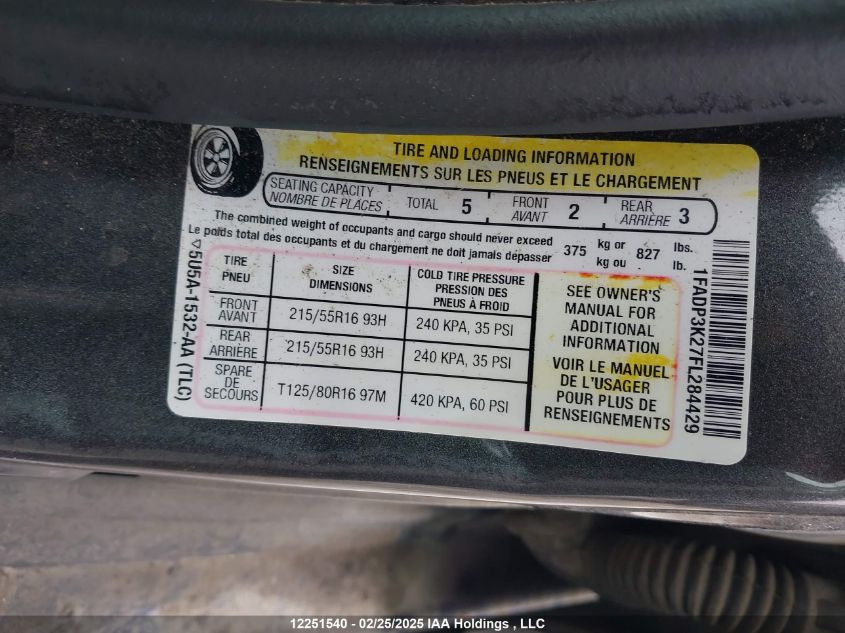 TIRE AND LOADING INFORMATION
RENSEIGNEMENTS SUR LES PNEUS ET LE CHARGEMENT
SEATING CAPACITY
NOMBRE DE PLACES
TOTAL 5
FRONT
AVANT
2
REAR
ARRIÈRE
3
The combined weight of occupants and cargo should never exceed 375 kg or 827 lbs.
Le poids total des occupants et du chargement ne doit jamais dépasser kg ou lb.
TIRE
PNEU
SIZE
DIMENSIONS
COLD TIRE PRESSURE
PRESSION DES
PNEUS À FROID
FRONT
AVANT
215/55R16 93H
240 KPA, 35 PSI
REAR
ARRIÈRE
215/55R16 93H
240 KPA, 35 PSI
SPARE
DE
SECOURS
T125/80R16 97M
420 KPA, 60 PSI
SEE OWNER'S
MANUAL FOR
ADDITIONAL
INFORMATION
VOIR LE MANUEL
DE L'USAGER
POUR PLUS DE
RENSEIGNEMENTS
5U5A-1532-AA (TLC)
1FADP3K27FL284429
12251540 - 02/25/2025 IAA Holdings , LLC